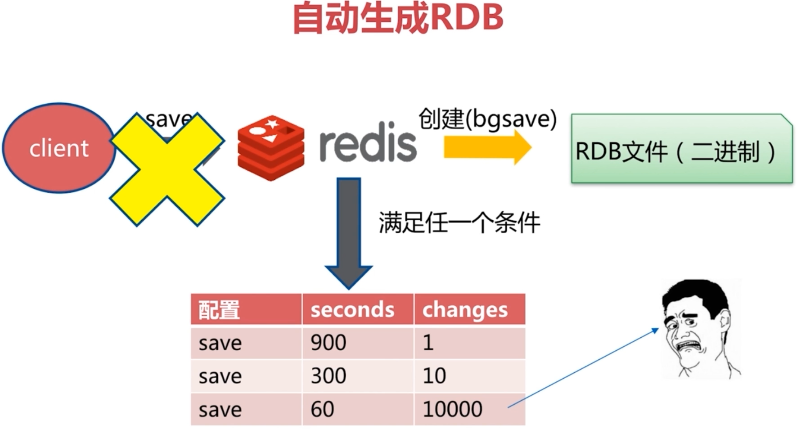 自动生成RDB
client
save
redis
创建(bgsave)
RDB文件（二进制）
满足任一个条件
配置 seconds changes
save 900 1
save 300 10
save 60 10000